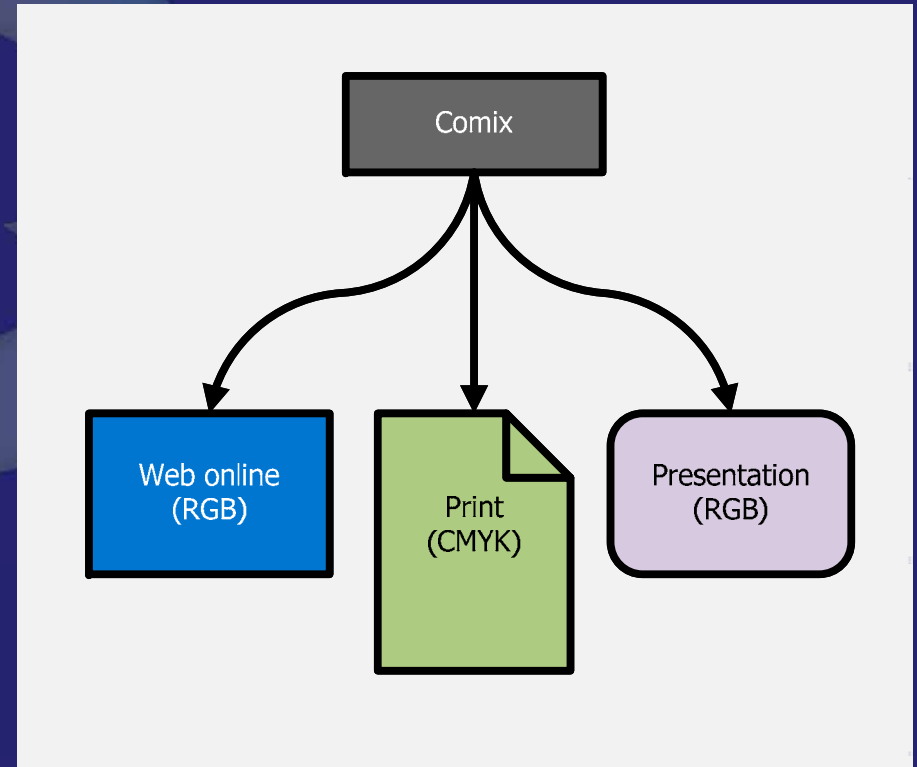 Comix
Web online
(RGB)
Print
(CMYK)
Presentation
(RGB)